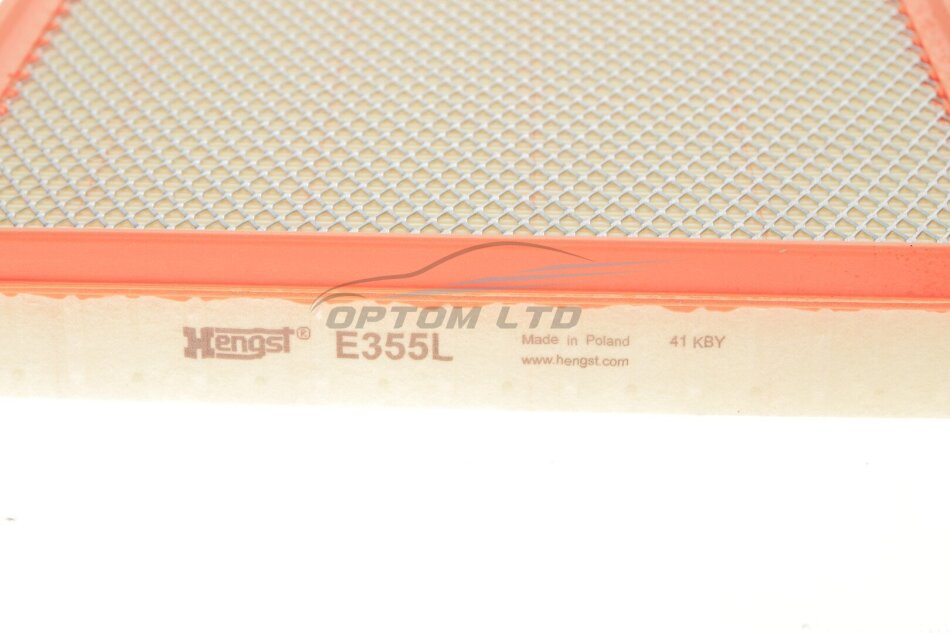 OPTOM LTD
Hengst® E355L Made in Poland 41 KBY
www.hengst.com